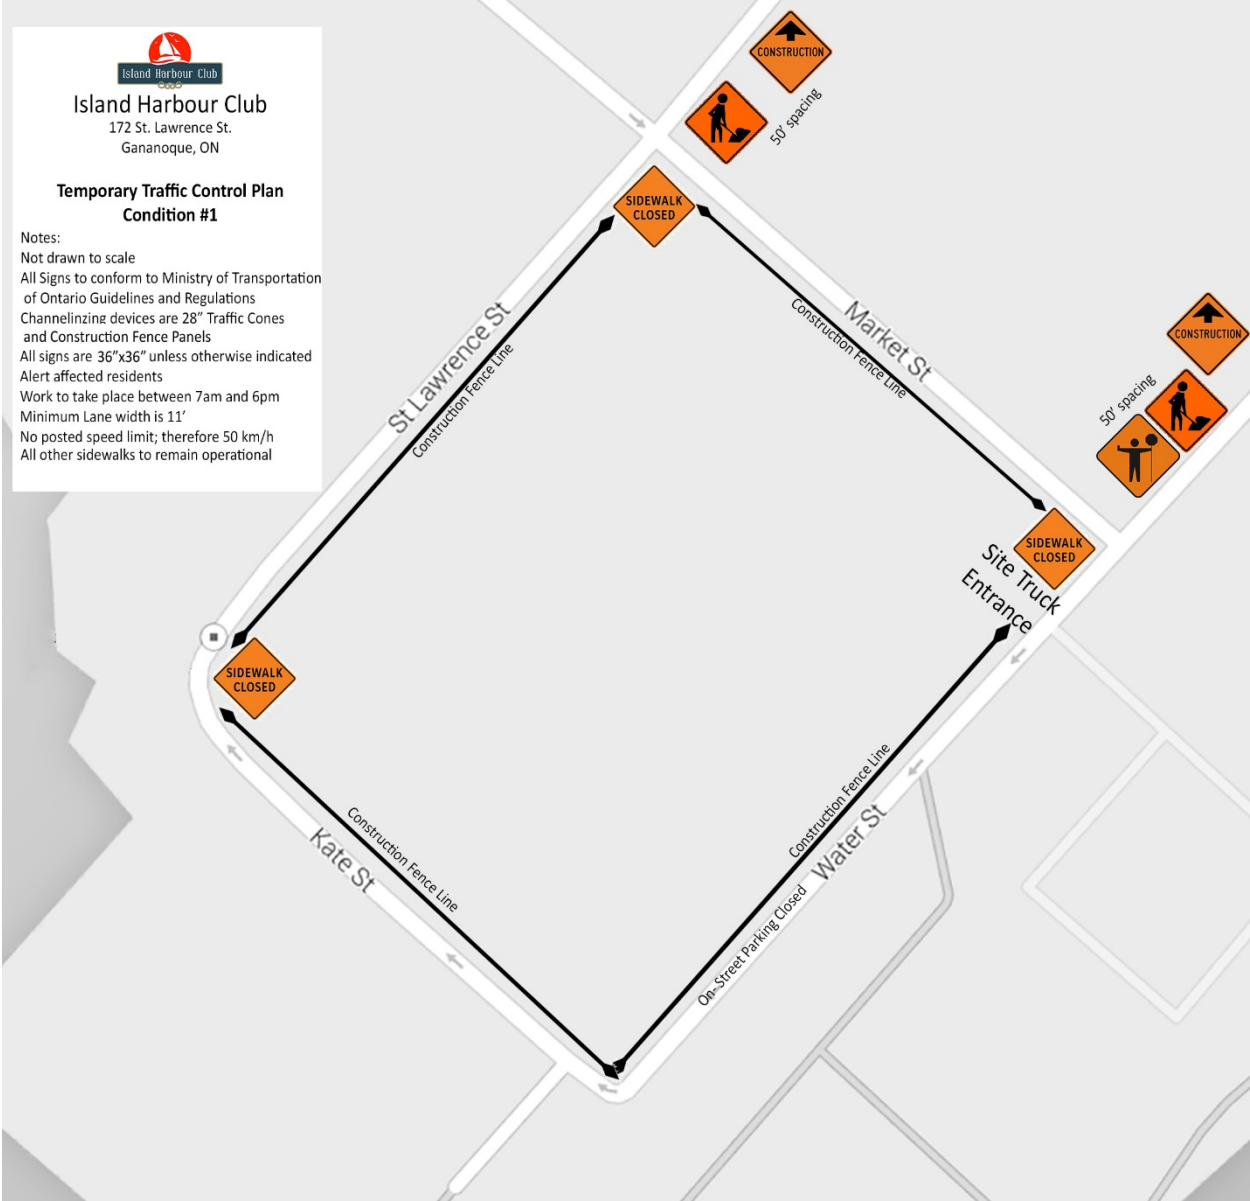 Island Harbour Club
Island Harbour Club
172 St. Lawrence St.
Gananoque, ON
Temporary Traffic Control Plan
Condition #1
Notes:
Not drawn to scale
All Signs to conform to Ministry of Transportation
of Ontario Guidelines and Regulations
Channelinzing devices are 28" Traffic Cones
and Construction Fence Panels
All signs are 36"x36" unless otherwise indicated
Alert affected residents
Work to take place between 7am and 6pm
Minimum Lane width is 11'
No posted speed limit; therefore 50 km/h
All other sidewalks to remain operational
CONSTRUCTION
50' spacing
SIDEWALK
CLOSED
St Lawrence St
Construction Fence Line
Market St
Construction Fence Line
CONSTRUCTION
50' spacing
SIDEWALK
CLOSED
Site Truck
Entrance
SIDEWALK
CLOSED
Kate St
Construction Fence Line
Construction Fence Line
Water St
On-Street Parking Closed